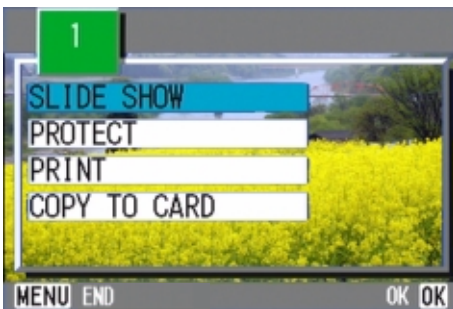 1
SLIDE SHOW
PROTECT
PRINT
COPY TO CARD
MENU END OK OK